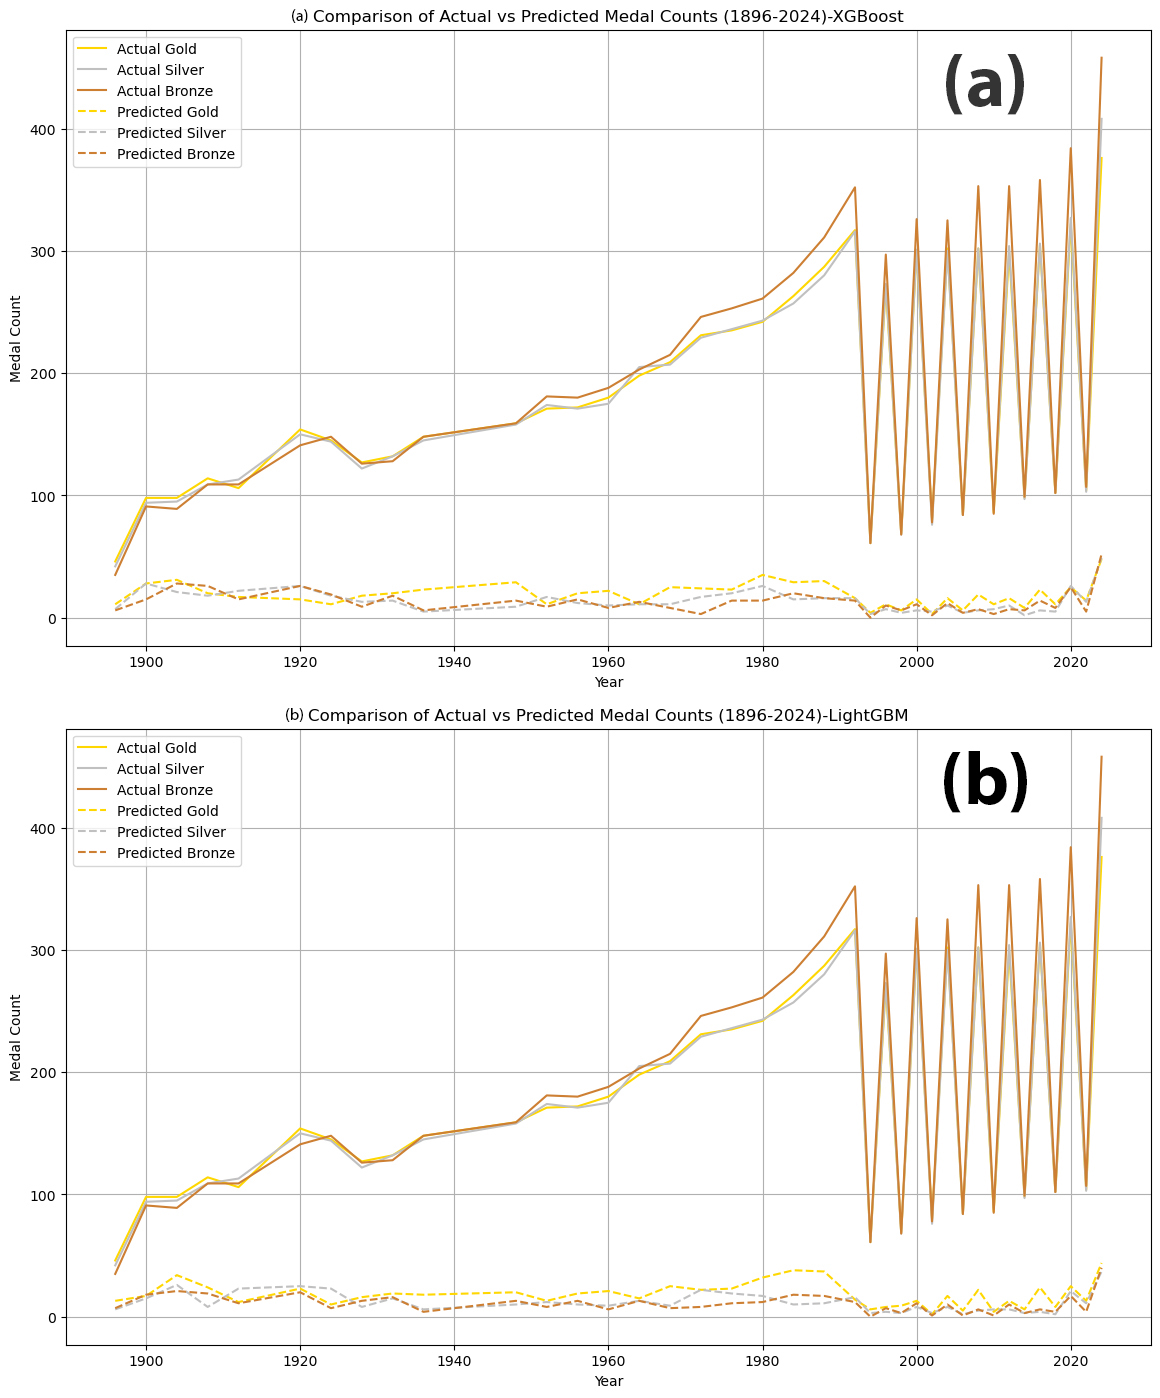 (a) Comparison of Actual vs Predicted Medal Counts (1896-2024)-XGBoost
Actual Gold
Actual Silver
Actual Bronze
Predicted Gold
Predicted Silver
Predicted Bronze
(a)
400
300
200
100
0
Medal Count
1900 1920 1940 1960 1980 2000 2020
Year
(b) Comparison of Actual vs Predicted Medal Counts (1896-2024)-LightGBM
Actual Gold
Actual Silver
Actual Bronze
Predicted Gold
Predicted Silver
Predicted Bronze
(b)
400
300
200
100
0
Medal Count
1900 1920 1940 1960 1980 2000 2020
Year